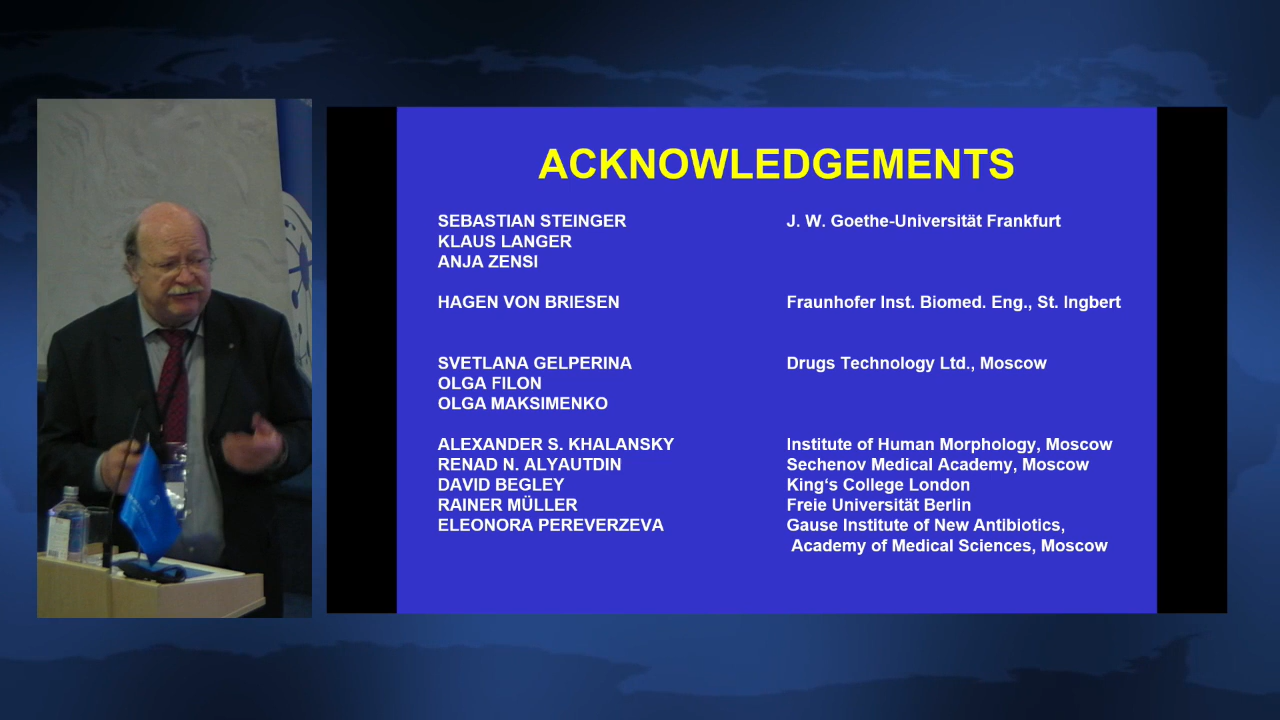 ACKNOWLEDGEMENTS
SEBASTIAN STEINGER J. W. Goethe-Universität Frankfurt
KLAUS LANGER
ANJA ZENSI
HAGEN VON BRIESEN Fraunhofer Inst. Biomed. Eng., St. Ingbert
SVETLANA GELPERINA Drugs Technology Ltd., Moscow
OLGA FILON
OLGA MAKSIMENKO
ALEXANDER S. KHALANSKY Institute of Human Morphology, Moscow
RENAD N. ALYAUTDIN Sechenov Medical Academy, Moscow
DAVID BEGLEY King‘s College London
RAINER MÜLLER Freie Universität Berlin
ELEONORA PEREVERZEVA Gause Institute of New Antibiotics,
Academy of Medical Sciences, Moscow